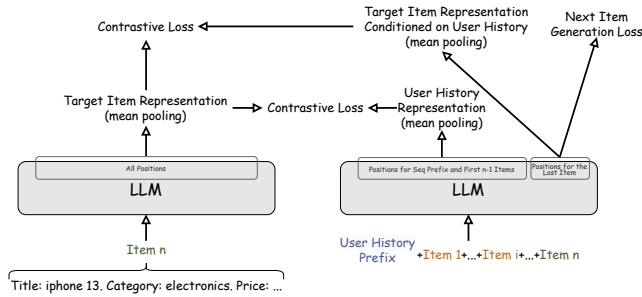 Contrastive Loss
Target Item Representation
Conditioned on User History
(mean pooling)
Next Item
Generation Loss
Target Item Representation
(mean pooling)
Contrastive Loss
User History
Representation
(mean pooling)
All Positions
LLM
Positions for Seq Prefix and First n-1 Items
Positions for the
Last Item
LLM
Item n
User History
Prefix
+Item 1+...+Item i+...+Item n
Title: iphone 13, Category: electronics, Price: ...